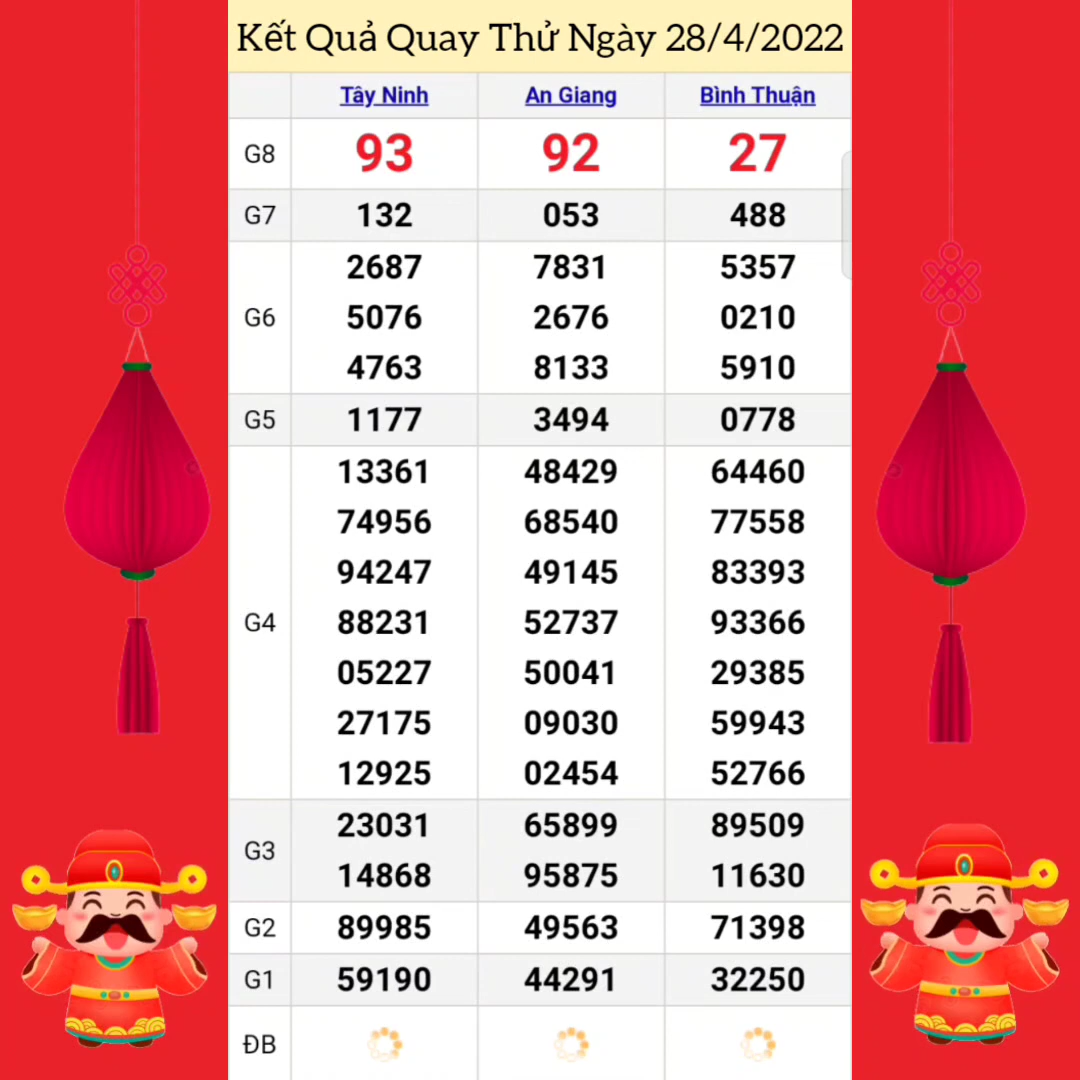 Kết Quả Quay Thử Ngày 28/4/2022
Tây Ninh An Giang Bình Thuận
G8 93 92 27
G7 132 053 488
2687 7831 5357
G6 5076 2676 0210
4763 8133 5910
G5 1177 3494 0778
13361 48429 64460
74956 68540 77558
94247 49145 83393
G4 88231 52737 93366
05227 50041 29385
27175 09030 59943
12925 02454 52766
G3 23031 65899 89509
14868 95875 11630
G2 89985 49563 71398
G1 59190 44291 32250
ĐB